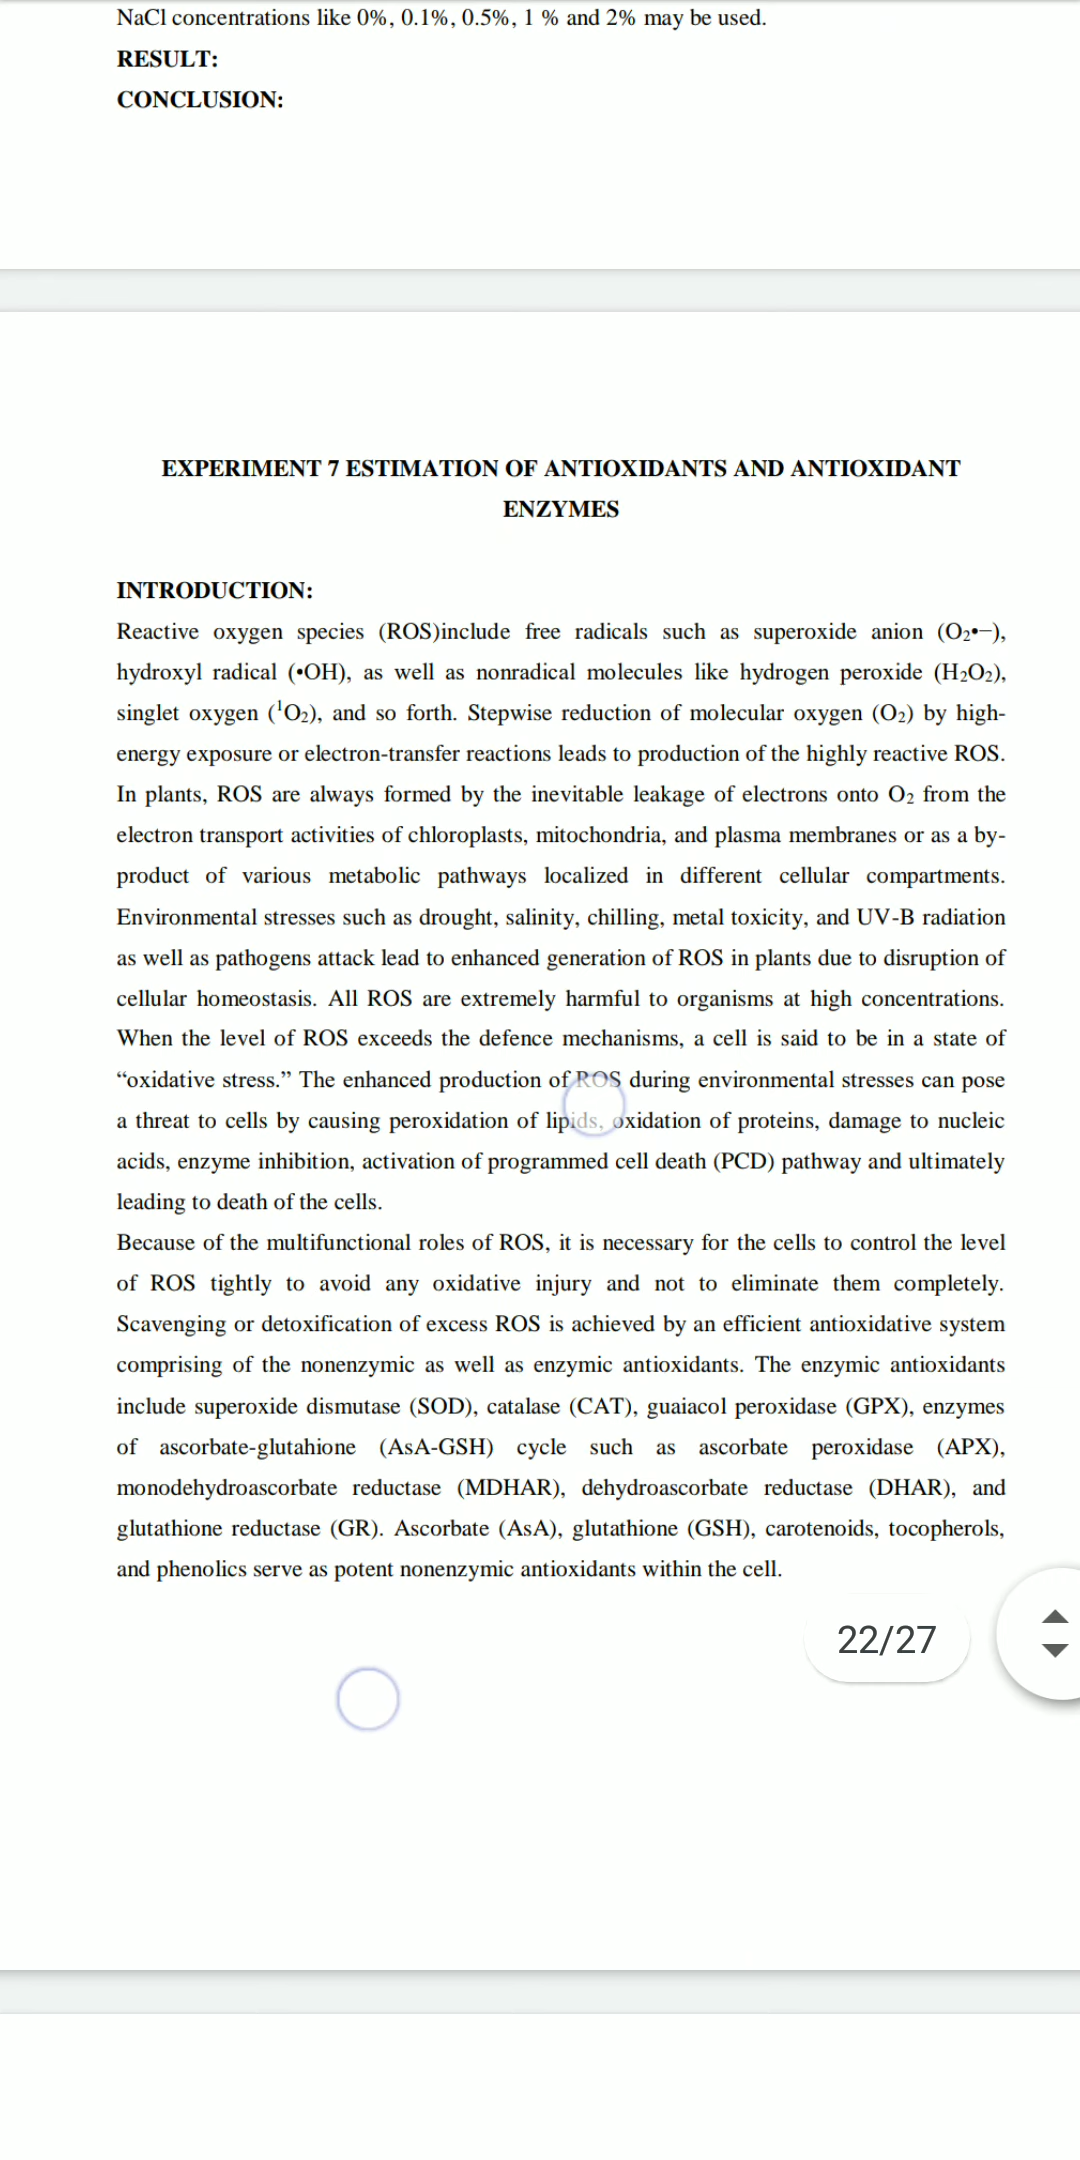 NaCl concentrations like 0%, 0.1%, 0.5%, 1 % and 2% may be used.
RESULT:
CONCLUSION:
EXPERIMENT 7 ESTIMATION OF ANTIOXIDANTS AND ANTIOXIDANT
ENZYMES
INTRODUCTION:
Reactive oxygen species (ROS)include free radicals such as superoxide anion (O₂•−),
hydroxyl radical (•OH), as well as nonradical molecules like hydrogen peroxide (H₂O₂),
singlet oxygen (¹O₂), and so forth. Stepwise reduction of molecular oxygen (O₂) by high-
energy exposure or electron-transfer reactions leads to production of the highly reactive ROS.
In plants, ROS are always formed by the inevitable leakage of electrons onto O₂ from the
electron transport activities of chloroplasts, mitochondria, and plasma membranes or as a by-
product of various metabolic pathways localized in different cellular compartments.
Environmental stresses such as drought, salinity, chilling, metal toxicity, and UV-B radiation
as well as pathogens attack lead to enhanced generation of ROS in plants due to disruption of
cellular homeostasis. All ROS are extremely harmful to organisms at high concentrations.
When the level of ROS exceeds the defence mechanisms, a cell is said to be in a state of
“oxidative stress.” The enhanced production of ROS during environmental stresses can pose
a threat to cells by causing peroxidation of lipids, oxidation of proteins, damage to nucleic
acids, enzyme inhibition, activation of programmed cell death (PCD) pathway and ultimately
leading to death of the cells.
Because of the multifunctional roles of ROS, it is necessary for the cells to control the level
of ROS tightly to avoid any oxidative injury and not to eliminate them completely.
Scavenging or detoxification of excess ROS is achieved by an efficient antioxidative system
comprising of the nonenzymic as well as enzymic antioxidants. The enzymic antioxidants
include superoxide dismutase (SOD), catalase (CAT), guaiacol peroxidase (GPX), enzymes
of ascorbate-glutahione (AsA-GSH) cycle such as ascorbate peroxidase (APX),
monodehydroascorbate reductase (MDHAR), dehydroascorbate reductase (DHAR), and
glutathione reductase (GR). Ascorbate (AsA), glutathione (GSH), carotenoids, tocopherols,
and phenolics serve as potent nonenzymic antioxidants within the cell.
22/27